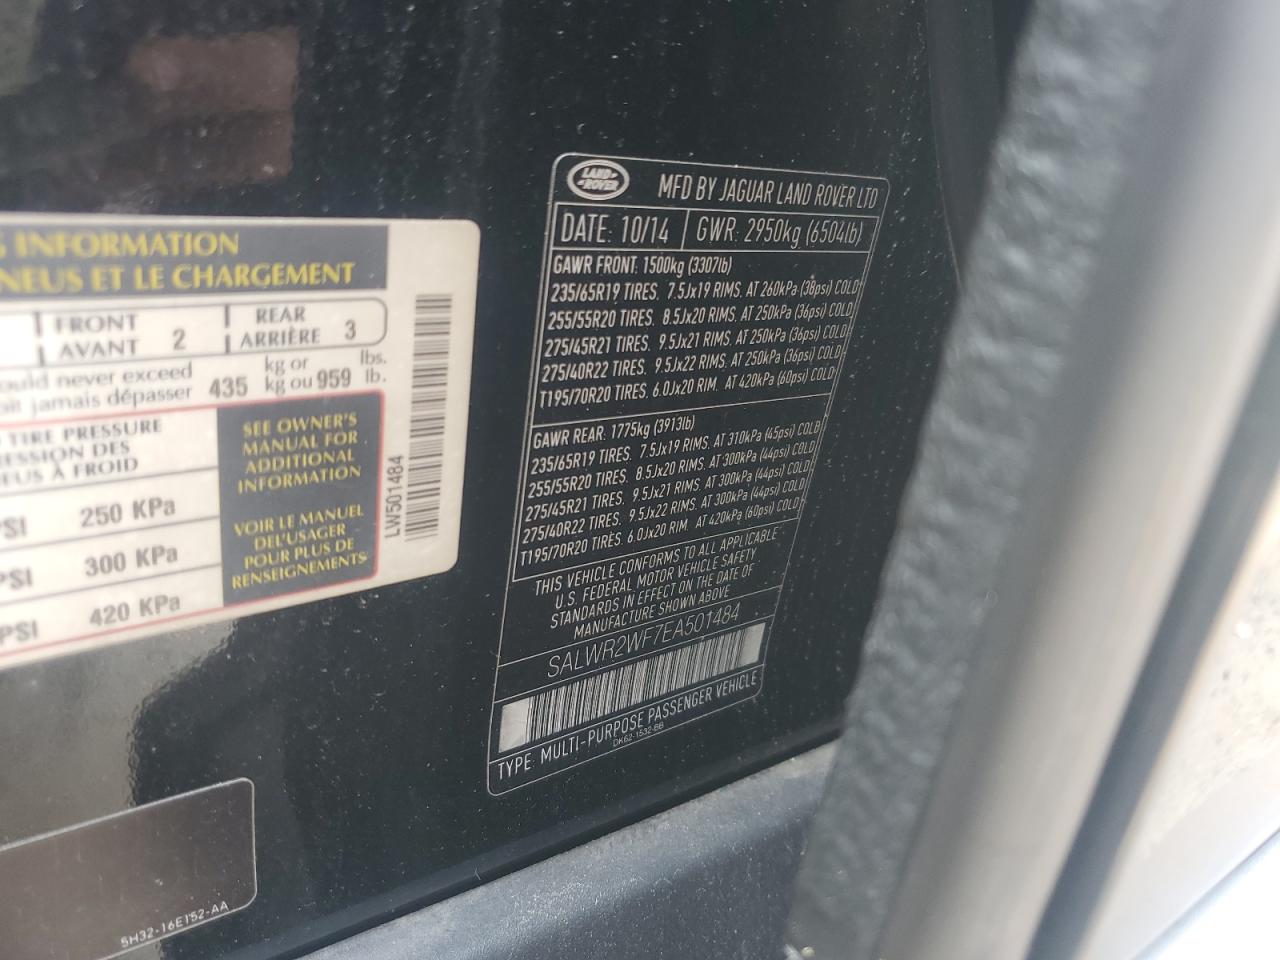 G INFORMATION
NEUS ET LE CHARGEMENT
FRONT
AVANT 2
REAR
ARRIÈRE 3
ould never exceed
oit jamais dépasser 435 kg or
kg ou 959 lbs.
lb.
TIRE PRESSURE
ESSION DES
EUS À FROID
PSI 250 KPa
PSI 300 KPa
PSI 420 KPa
SEE OWNER'S
MANUAL FOR
ADDITIONAL
INFORMATION
VOIR LE MANUEL
DE L'USAGER
POUR PLUS DE
RENSEIGNEMENTS
LW501484
LAND-
-ROVER
MFD BY JAGUAR LAND ROVER LTD
DATE: 10/14 GWR: 2950kg (6504lb)
GAWR FRONT: 1500kg (3307lb)
235/65R19 TIRES. 7.5Jx19 RIMS. AT 260kPa (38psi) COLD
255/55R20 TIRES. 8.5Jx20 RIMS. AT 250kPa (36psi) COLD
275/45R21 TIRES. 9.5Jx21 RIMS. AT 250kPa (36psi) COLD
275/40R22 TIRES. 9.5Jx22 RIMS. AT 250kPa (36psi) COLD
T195/70R20 TIRES. 6.0Jx20 RIM. AT 420kPa (60psi) COLD
GAWR REAR: 1775kg (3913lb)
235/65R19 TIRES. 7.5Jx19 RIMS. AT 310kPa (45psi) COLD
255/55R20 TIRES. 8.5Jx20 RIMS. AT 300kPa (44psi) COLD
275/45R21 TIRES. 9.5Jx21 RIMS. AT 300kPa (44psi) COLD
275/40R22 TIRES. 9.5Jx22 RIMS. AT 300kPa (44psi) COLD
T195/70R20 TIRES. 6.0Jx20 RIM. AT 420kPa (60psi) COLD
THIS VEHICLE CONFORMS TO ALL APPLICABLE
U.S. FEDERAL MOTOR VEHICLE SAFETY
STANDARDS IN EFFECT ON THE DATE OF
MANUFACTURE SHOWN ABOVE
SALWR2WF7EA501484
TYPE: MULTI-PURPOSE PASSENGER VEHICLE
DK62-1532-BB
5H32-16E152-AA